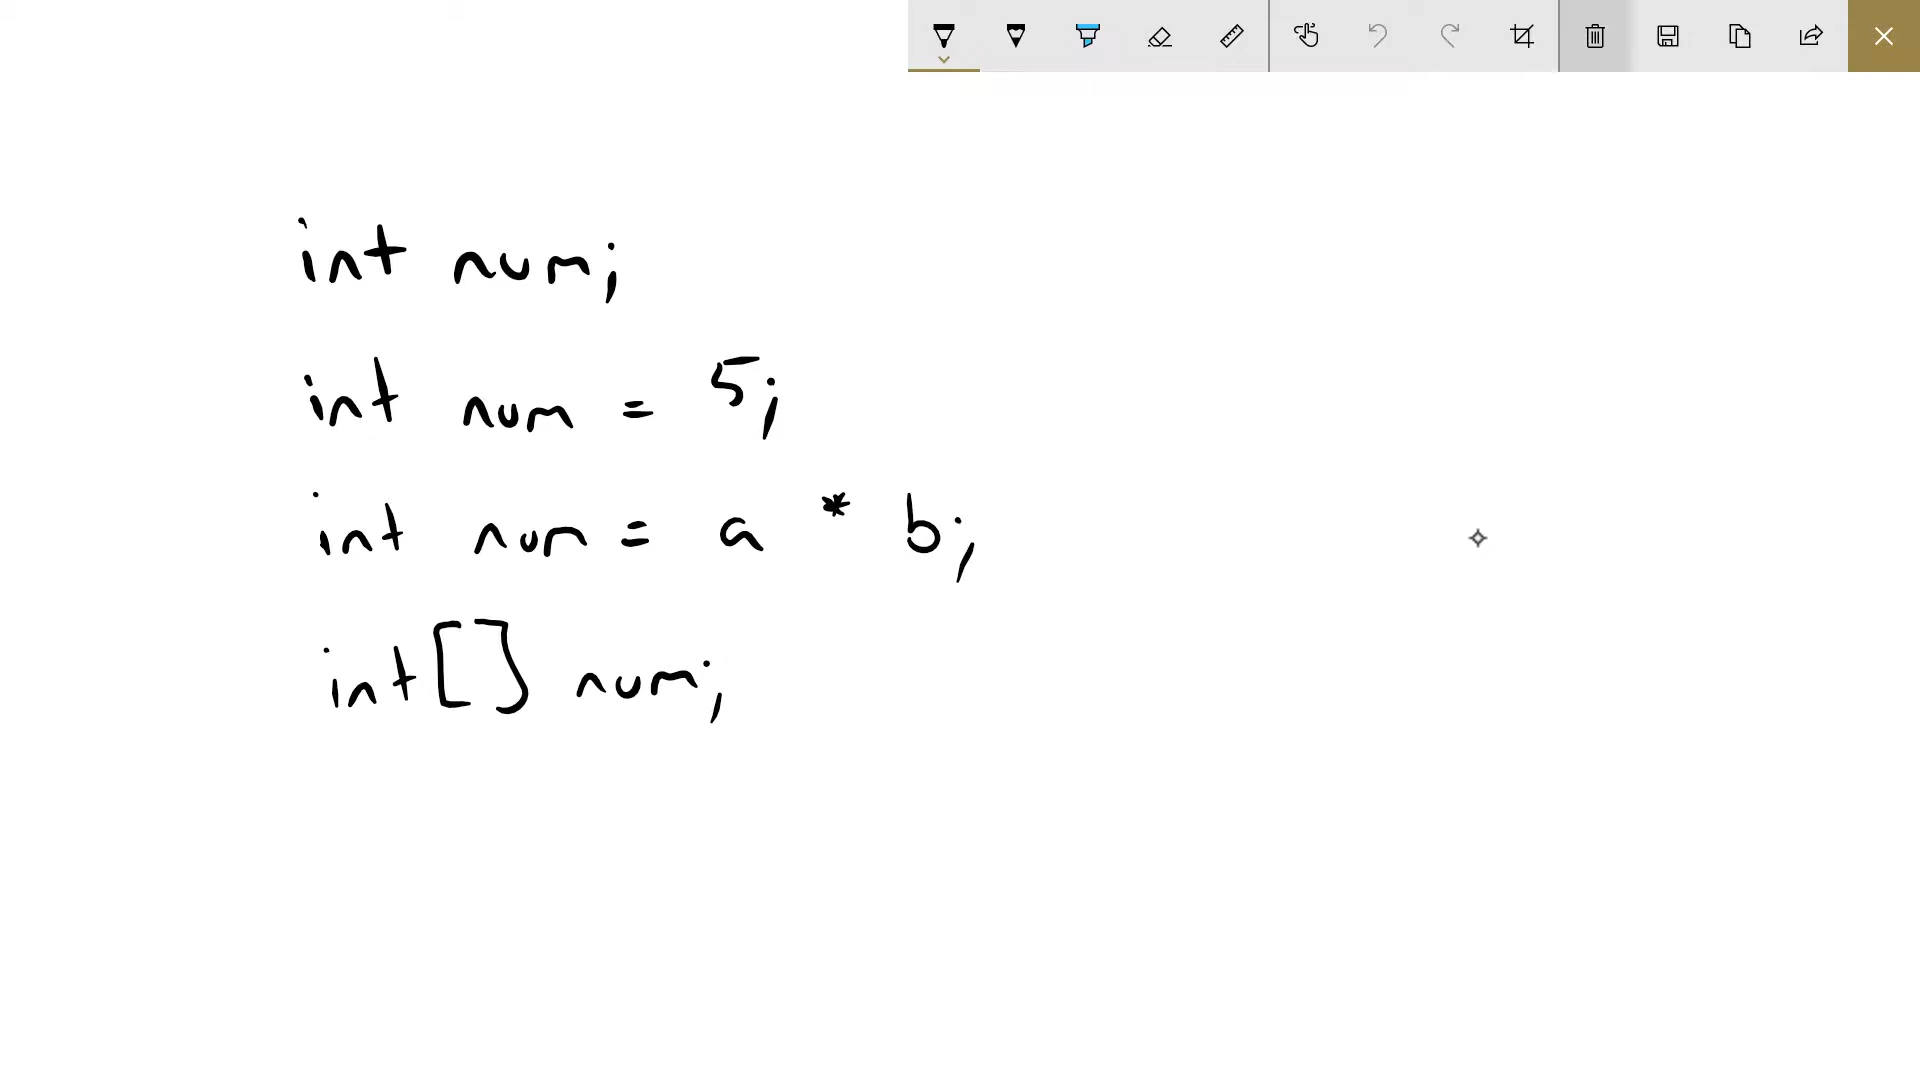 int num;
int num = 5;
int num = a * b;
int[] num;